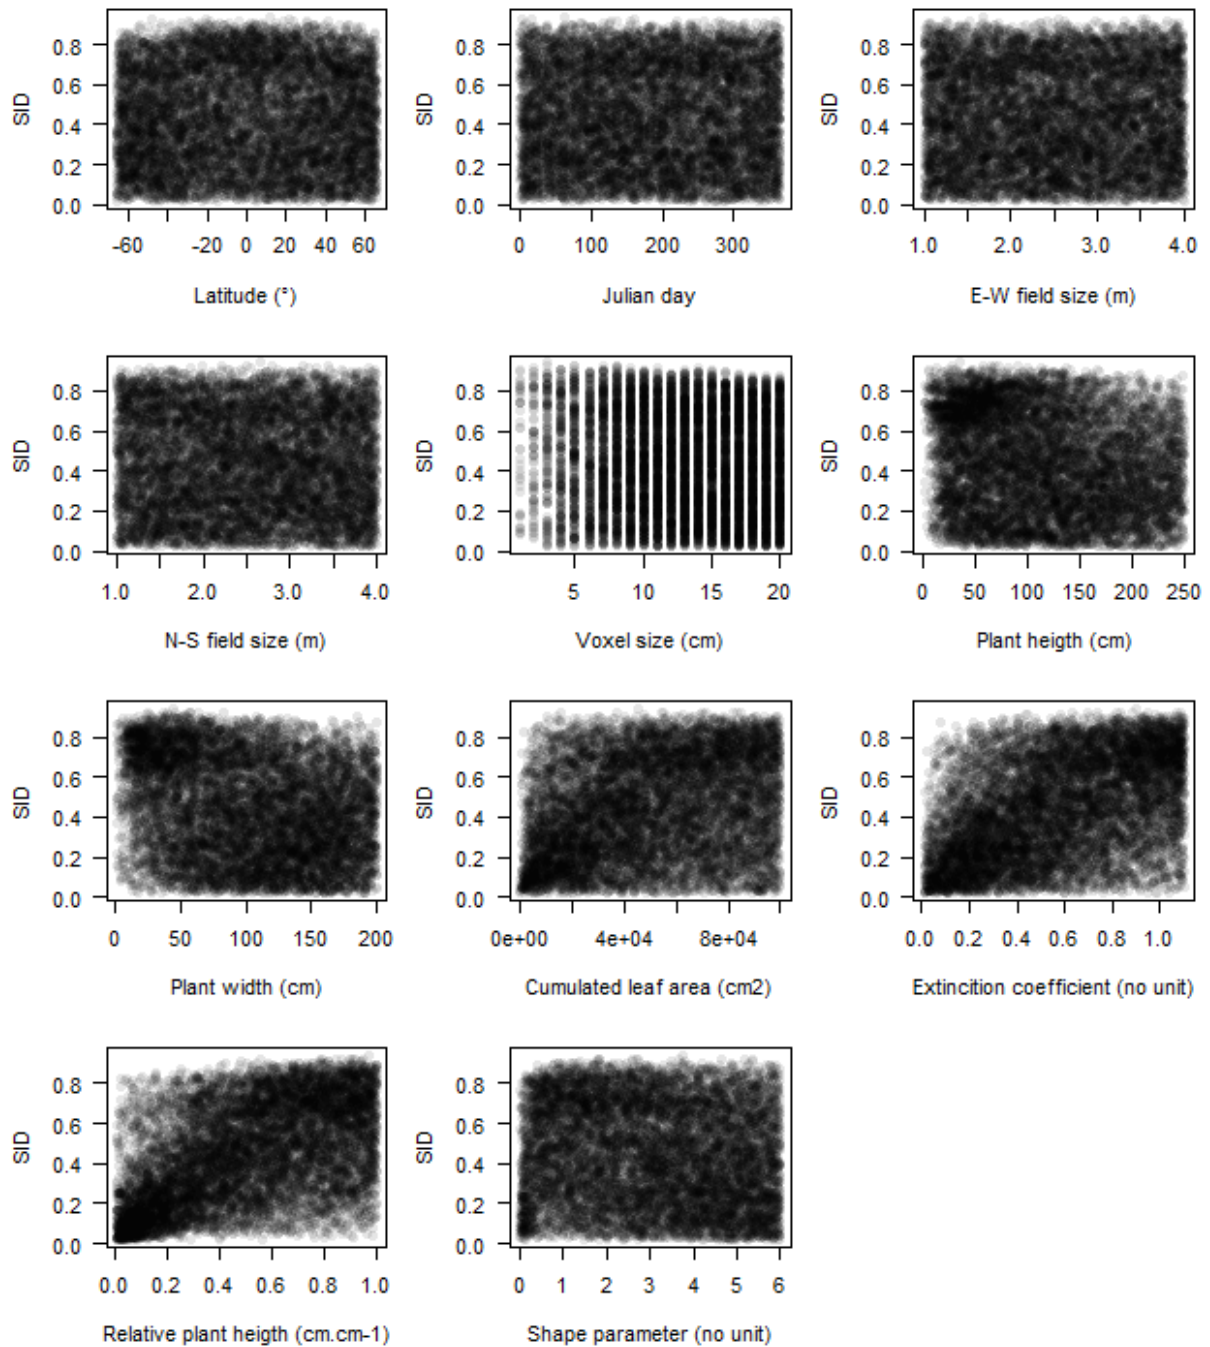 SID
0.8
0.6
0.4
0.2
0.0
-60 -20 0 20 40 60
Latitude (°)
SID
0.8
0.6
0.4
0.2
0.0
0 100 200 300
Julian day
SID
0.8
0.6
0.4
0.2
0.0
1.0 2.0 3.0 4.0
E-W field size (m)
SID
0.8
0.6
0.4
0.2
0.0
1.0 2.0 3.0 4.0
N-S field size (m)
SID
0.8
0.6
0.4
0.2
0.0
5 10 15 20
Voxel size (cm)
SID
0.8
0.6
0.4
0.2
0.0
0 50 100 150 200 250
Plant heigth (cm)
SID
0.8
0.6
0.4
0.2
0.0
0 50 100 150 200
Plant width (cm)
SID
0.8
0.6
0.4
0.2
0.0
0e+00 4e+04 8e+04
Cumulated leaf area (cm2)
SID
0.8
0.6
0.4
0.2
0.0
0.0 0.2 0.4 0.6 0.8 1.0
Extincition coefficient (no unit)
SID
0.8
0.6
0.4
0.2
0.0
0.0 0.2 0.4 0.6 0.8 1.0
Relative plant heigth (cm.cm-1)
SID
0.8
0.6
0.4
0.2
0.0
0 1 2 3 4 5 6
Shape parameter (no unit)